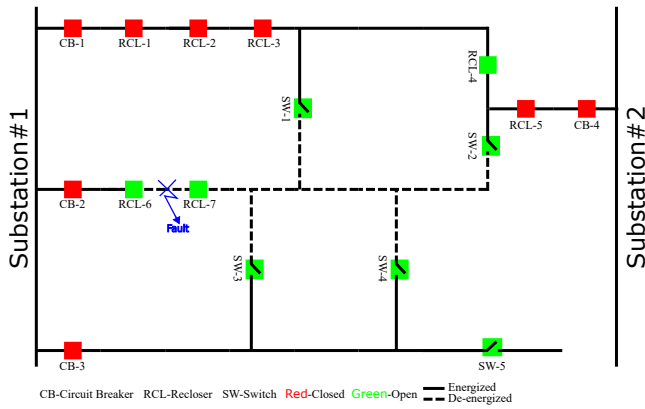 CB-1
RCL-1
RCL-2
RCL-3
RCL-4
SW-1
RCL-5
CB-4
SW-2
Substation#1
Substation#2
CB-2
RCL-6
RCL-7
Fault
SW-3
SW-4
CB-3
SW-5
CB-Circuit Breaker RCL-Recloser SW-Switch Red-Closed Green-Open Energized
De-energized